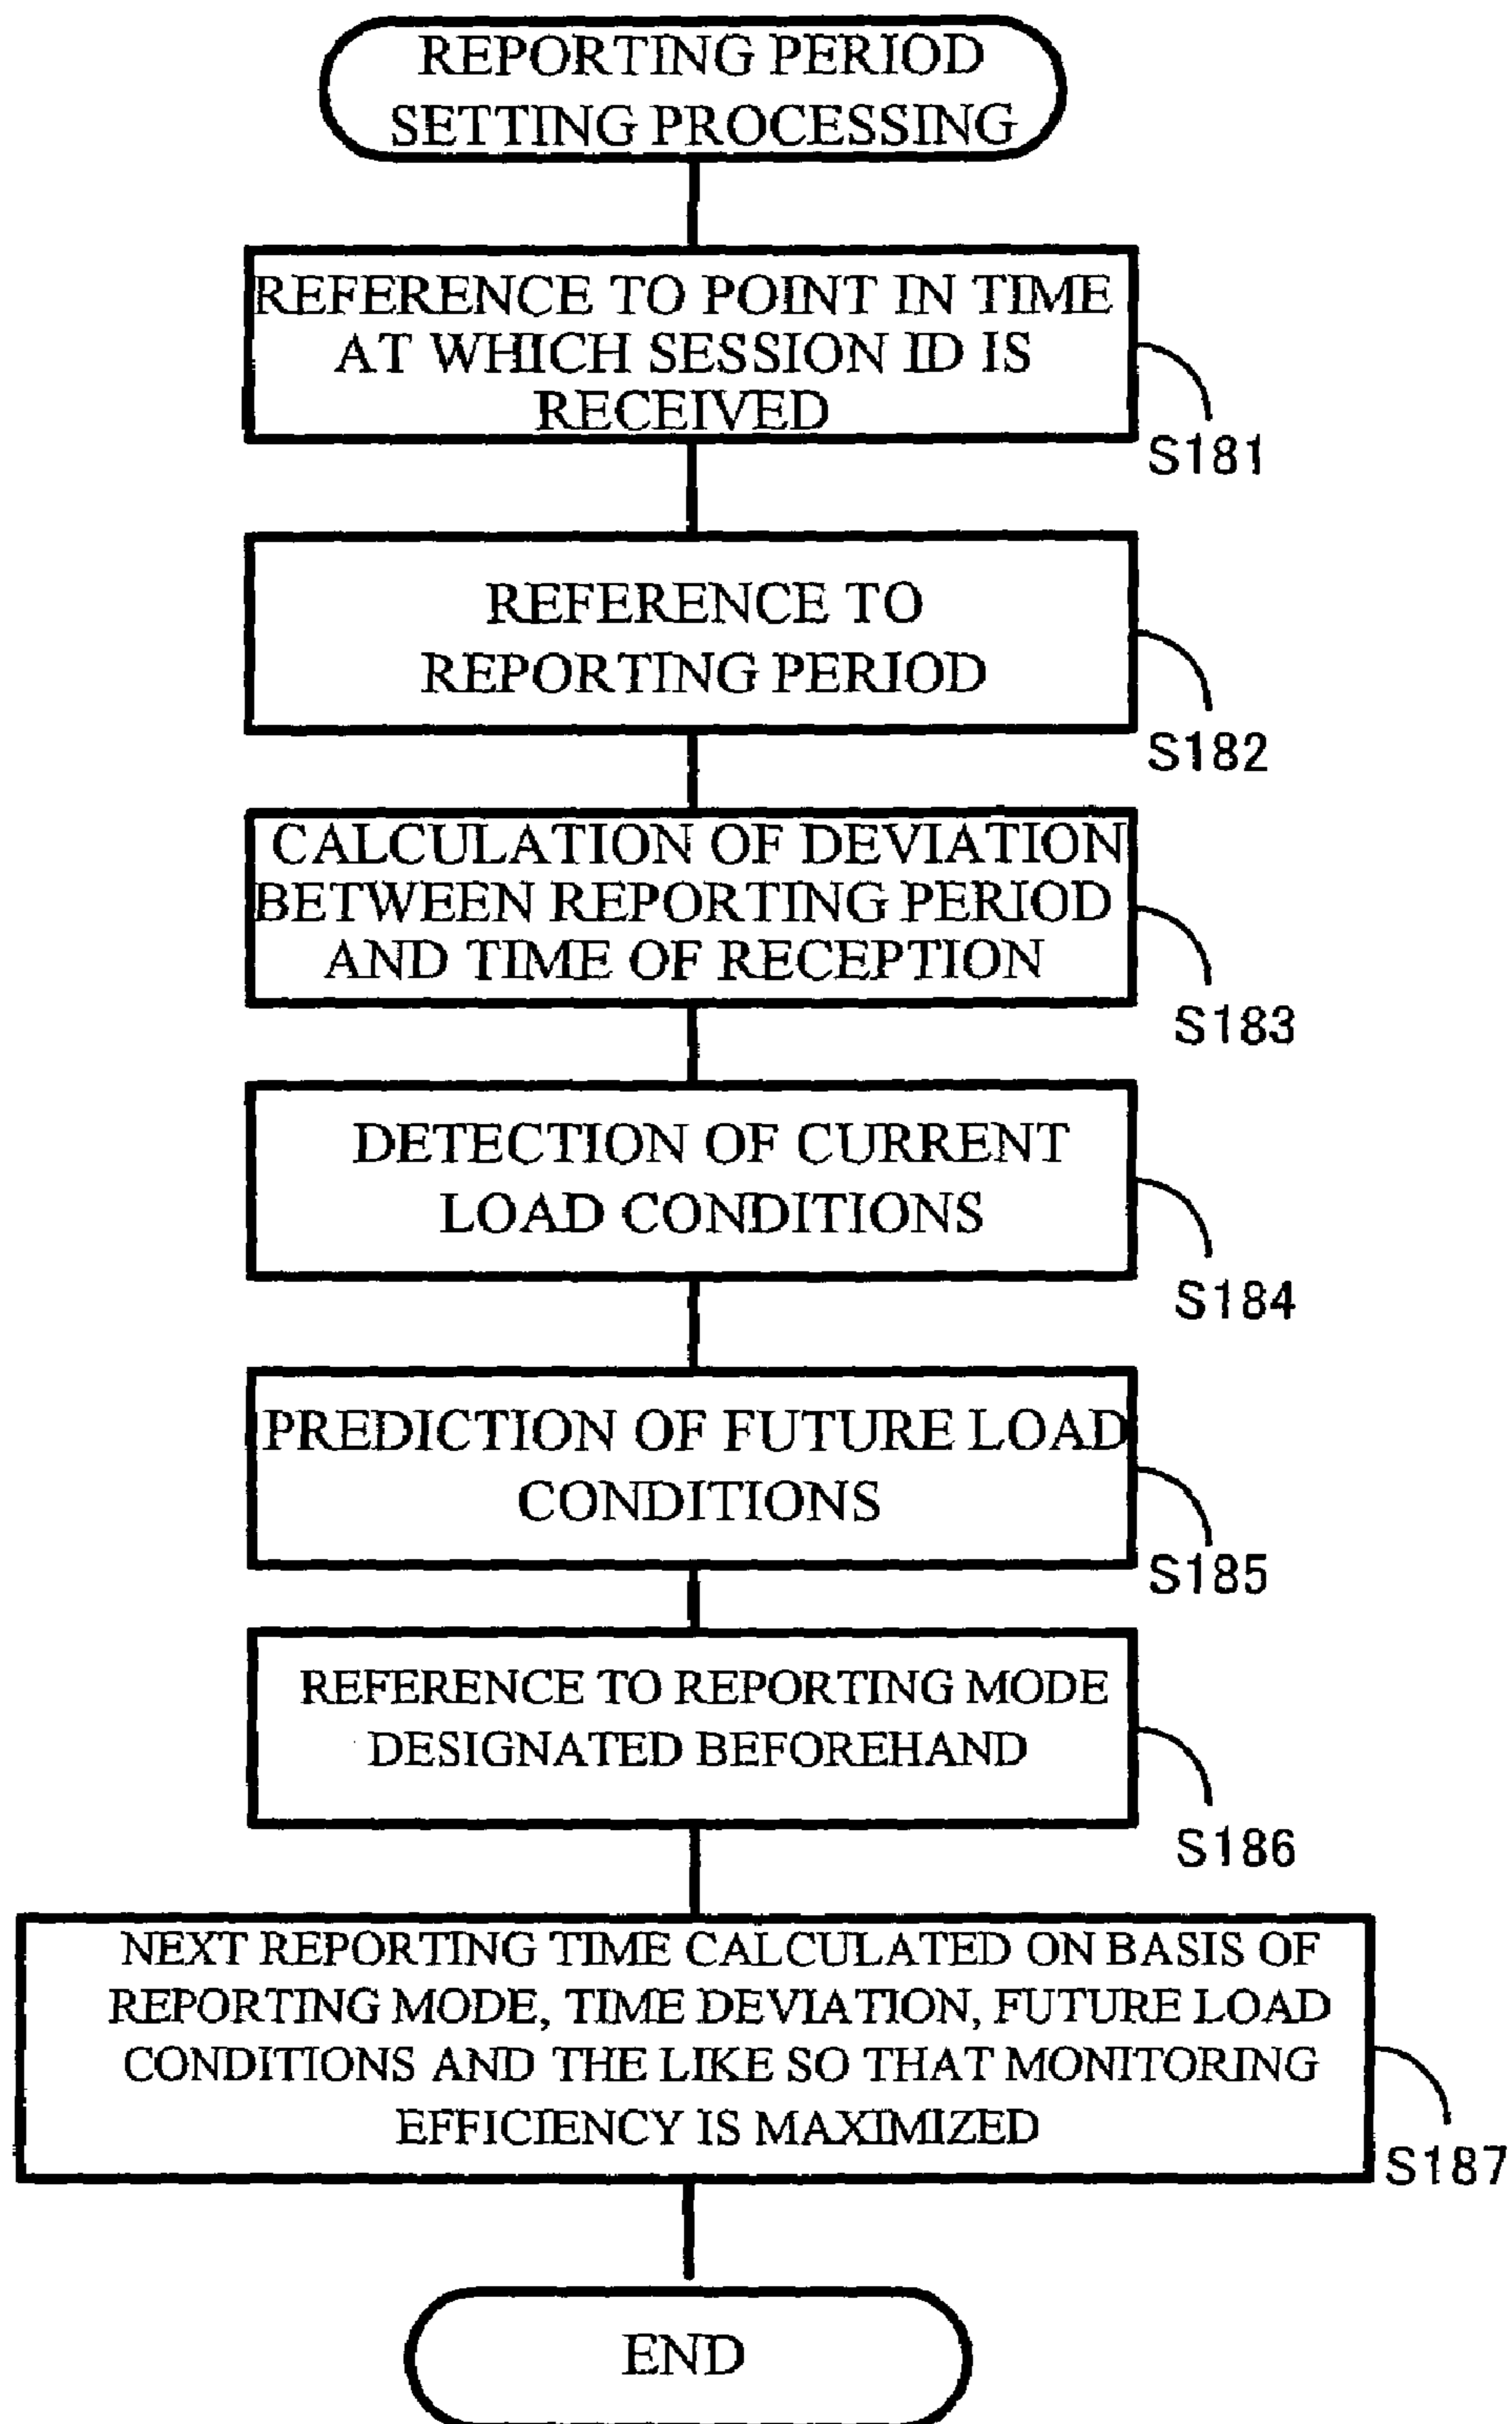 REPORTING PERIOD
SETTING PROCESSING
REFERENCE TO POINT IN TIME
AT WHICH SESSION ID IS
RECEIVED
S181
REFERENCE TO
REPORTING PERIOD
S182
CALCULATION OF DEVIATION
BETWEEN REPORTING PERIOD
AND TIME OF RECEPTION
S183
DETECTION OF CURRENT
LOAD CONDITIONS
S184
PREDICTION OF FUTURE LOAD
CONDITIONS
S185
REFERENCE TO REPORTING MODE
DESIGNATED BEFOREHAND
S186
NEXT REPORTING TIME CALCULATED ON BASIS OF
REPORTING MODE, TIME DEVIATION, FUTURE LOAD
CONDITIONS AND THE LIKE SO THAT MONITORING
EFFICIENCY IS MAXIMIZED
S187
END